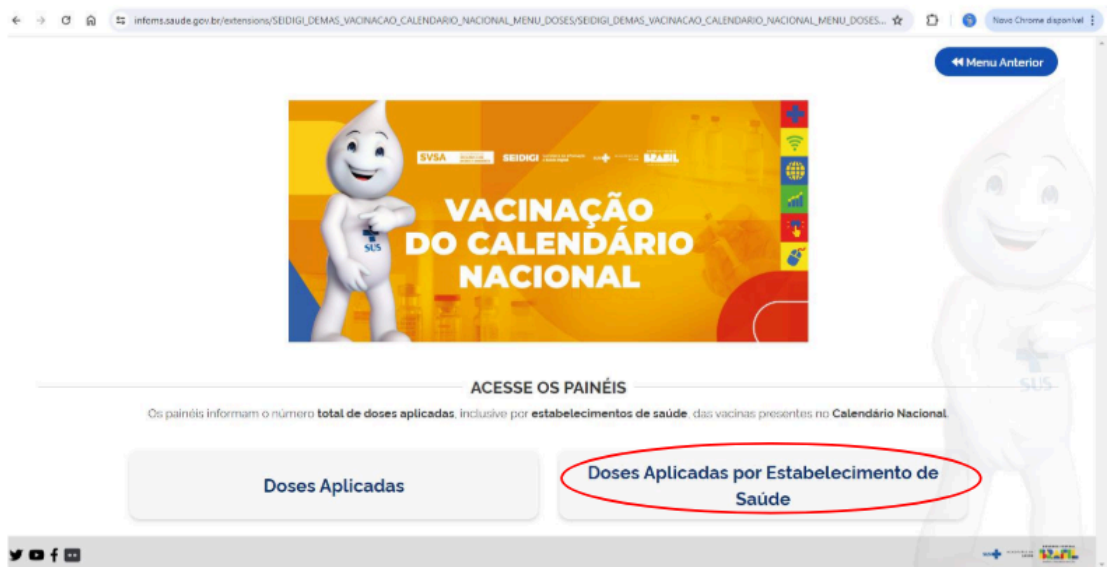 infoms.saude.gov.br/extensions/SEIDIGI_DEMAS_VACINACAO_CALENDARIO_NACIONAL_MENU_DOSES/SEIDIGI_DEMAS_VACINACAO_CALENDARIO_NACIONAL_MENU_DOSES...
Novo Chrome disponível
Menu Anterior
SVSA
SEIDIGI
BRASIL
VACINAÇÃO
DO CALENDÁRIO
NACIONAL
SUS
SUS
ACESSE OS PAINÉIS
Os painéis informam o número total de doses aplicadas, inclusive por estabelecimentos de saúde, das vacinas presentes no Calendário Nacional.
Doses Aplicadas
Doses Aplicadas por Estabelecimento de
Saúde
BRASIL